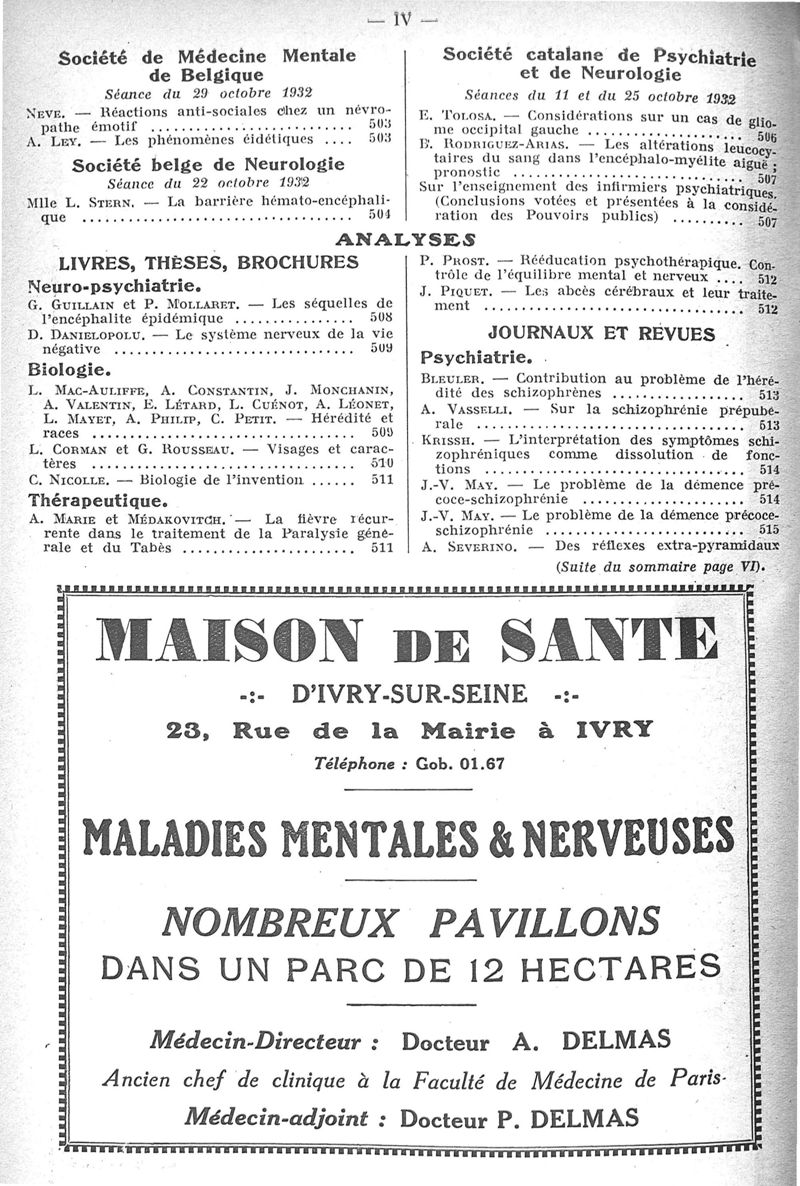 — IV —
Société de Médecine Mentale
de Belgique
Séance du 29 octobre 1932
NEVE. — Réactions anti-sociales chez un névro-
pathe émotif ........................... 503
A. LEY. — Les phénomènes éidétiques .... 503
Société belge de Neurologie
Séance du 22 octobre 1932
Mlle L. STERN. — La barrière hémato-encéphali-
que ................................... 504
Société catalane de Psychiatrie
et de Neurologie
Séances du 11 et du 25 octobre 1932
E. TOLOSA. — Considérations sur un cas de glio-
me occipital gauche .................. 506
B. RODRIGUEZ-ARIAS. — Les altérations leucocy-
taires du sang dans l'encéphalo-myélite aiguë ;
pronostic ........................... 507
Sur l'enseignement des infirmiers psychiatriques.
(Conclusions votées et présentées à la considé-
ration des Pouvoirs publics) .......... 507
ANALYSES
LIVRES, THÈSES, BROCHURES
Neuro-psychiatrie.
G. GUILLAIN et P. MOLLARET. — Les séquelles de
l'encéphalite épidémique ............... 508
D. DANIELOPOLU. — Le système nerveux de la vie
négative ............................... 509
Biologie.
L. MAC-AULIFFE, A. CONSTANTIN, J. MONCHANIN,
A. VALENTIN, E. LÉTARD, L. CUÉNOT, A. LÉONET,
L. MAYET, A. PHILIP, C. PETIT. — Hérédité et
races .................................. 509
L. CORMAN et G. ROUSSEAU. — Visages et carac-
tères .................................. 510
C. NICOLLE. — Biologie de l'invention ...... 511
Thérapeutique.
A. MARIE et MÉDAKOVITCH. — La fièvre récur-
rente dans le traitement de la Paralysie géné-
rale et du Tabès ...................... 511
P. PROST. — Rééducation psychothérapique. Con-
trôle de l'équilibre mental et nerveux .... 512
J. PIQUET. — Les abcès cérébraux et leur traite-
ment ................................... 512
JOURNAUX ET REVUES
Psychiatrie.
BLEULER. — Contribution au problème de l'héré-
dité des schizophrènes ................. 513
A. VASSELLI. — Sur la schizophrénie prépubé-
rale ................................... 513
KRISSH. — L'interprétation des symptômes schi-
zophréniques comme dissolution de fonc-
tions .................................. 514
J.-V. MAY. — Le problème de la démence pré-
coce-schizophrénie ..................... 514
J.-V. MAY. — Le problème de la démence précoce-
schizophrénie .......................... 515
A. SEVERINO. — Des réflexes extra-pyramidaux
(Suite du sommaire page VI).
MAISON DE SANTE
-:- D'IVRY-SUR-SEINE -:-
23, Rue de la Mairie à IVRY
Téléphone : Gob. 01.67
MALADIES MENTALES & NERVEUSES
NOMBREUX PAVILLONS
DANS UN PARC DE 12 HECTARES
Médecin-Directeur : Docteur A. DELMAS
Ancien chef de clinique à la Faculté de Médecine de Paris-
Médecin-adjoint : Docteur P. DELMAS